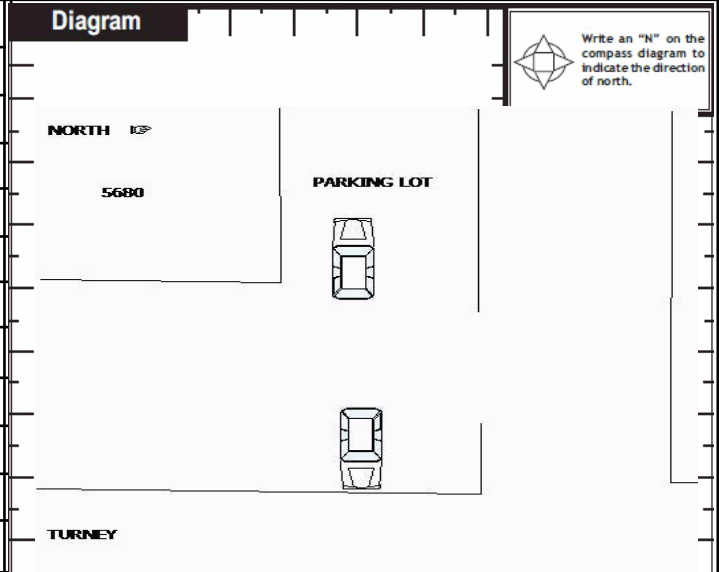 Diagram
Write an “N” on the
compass diagram to
indicate the direction
of north.
NORTH ☞
5680
PARKING LOT
TURNEY